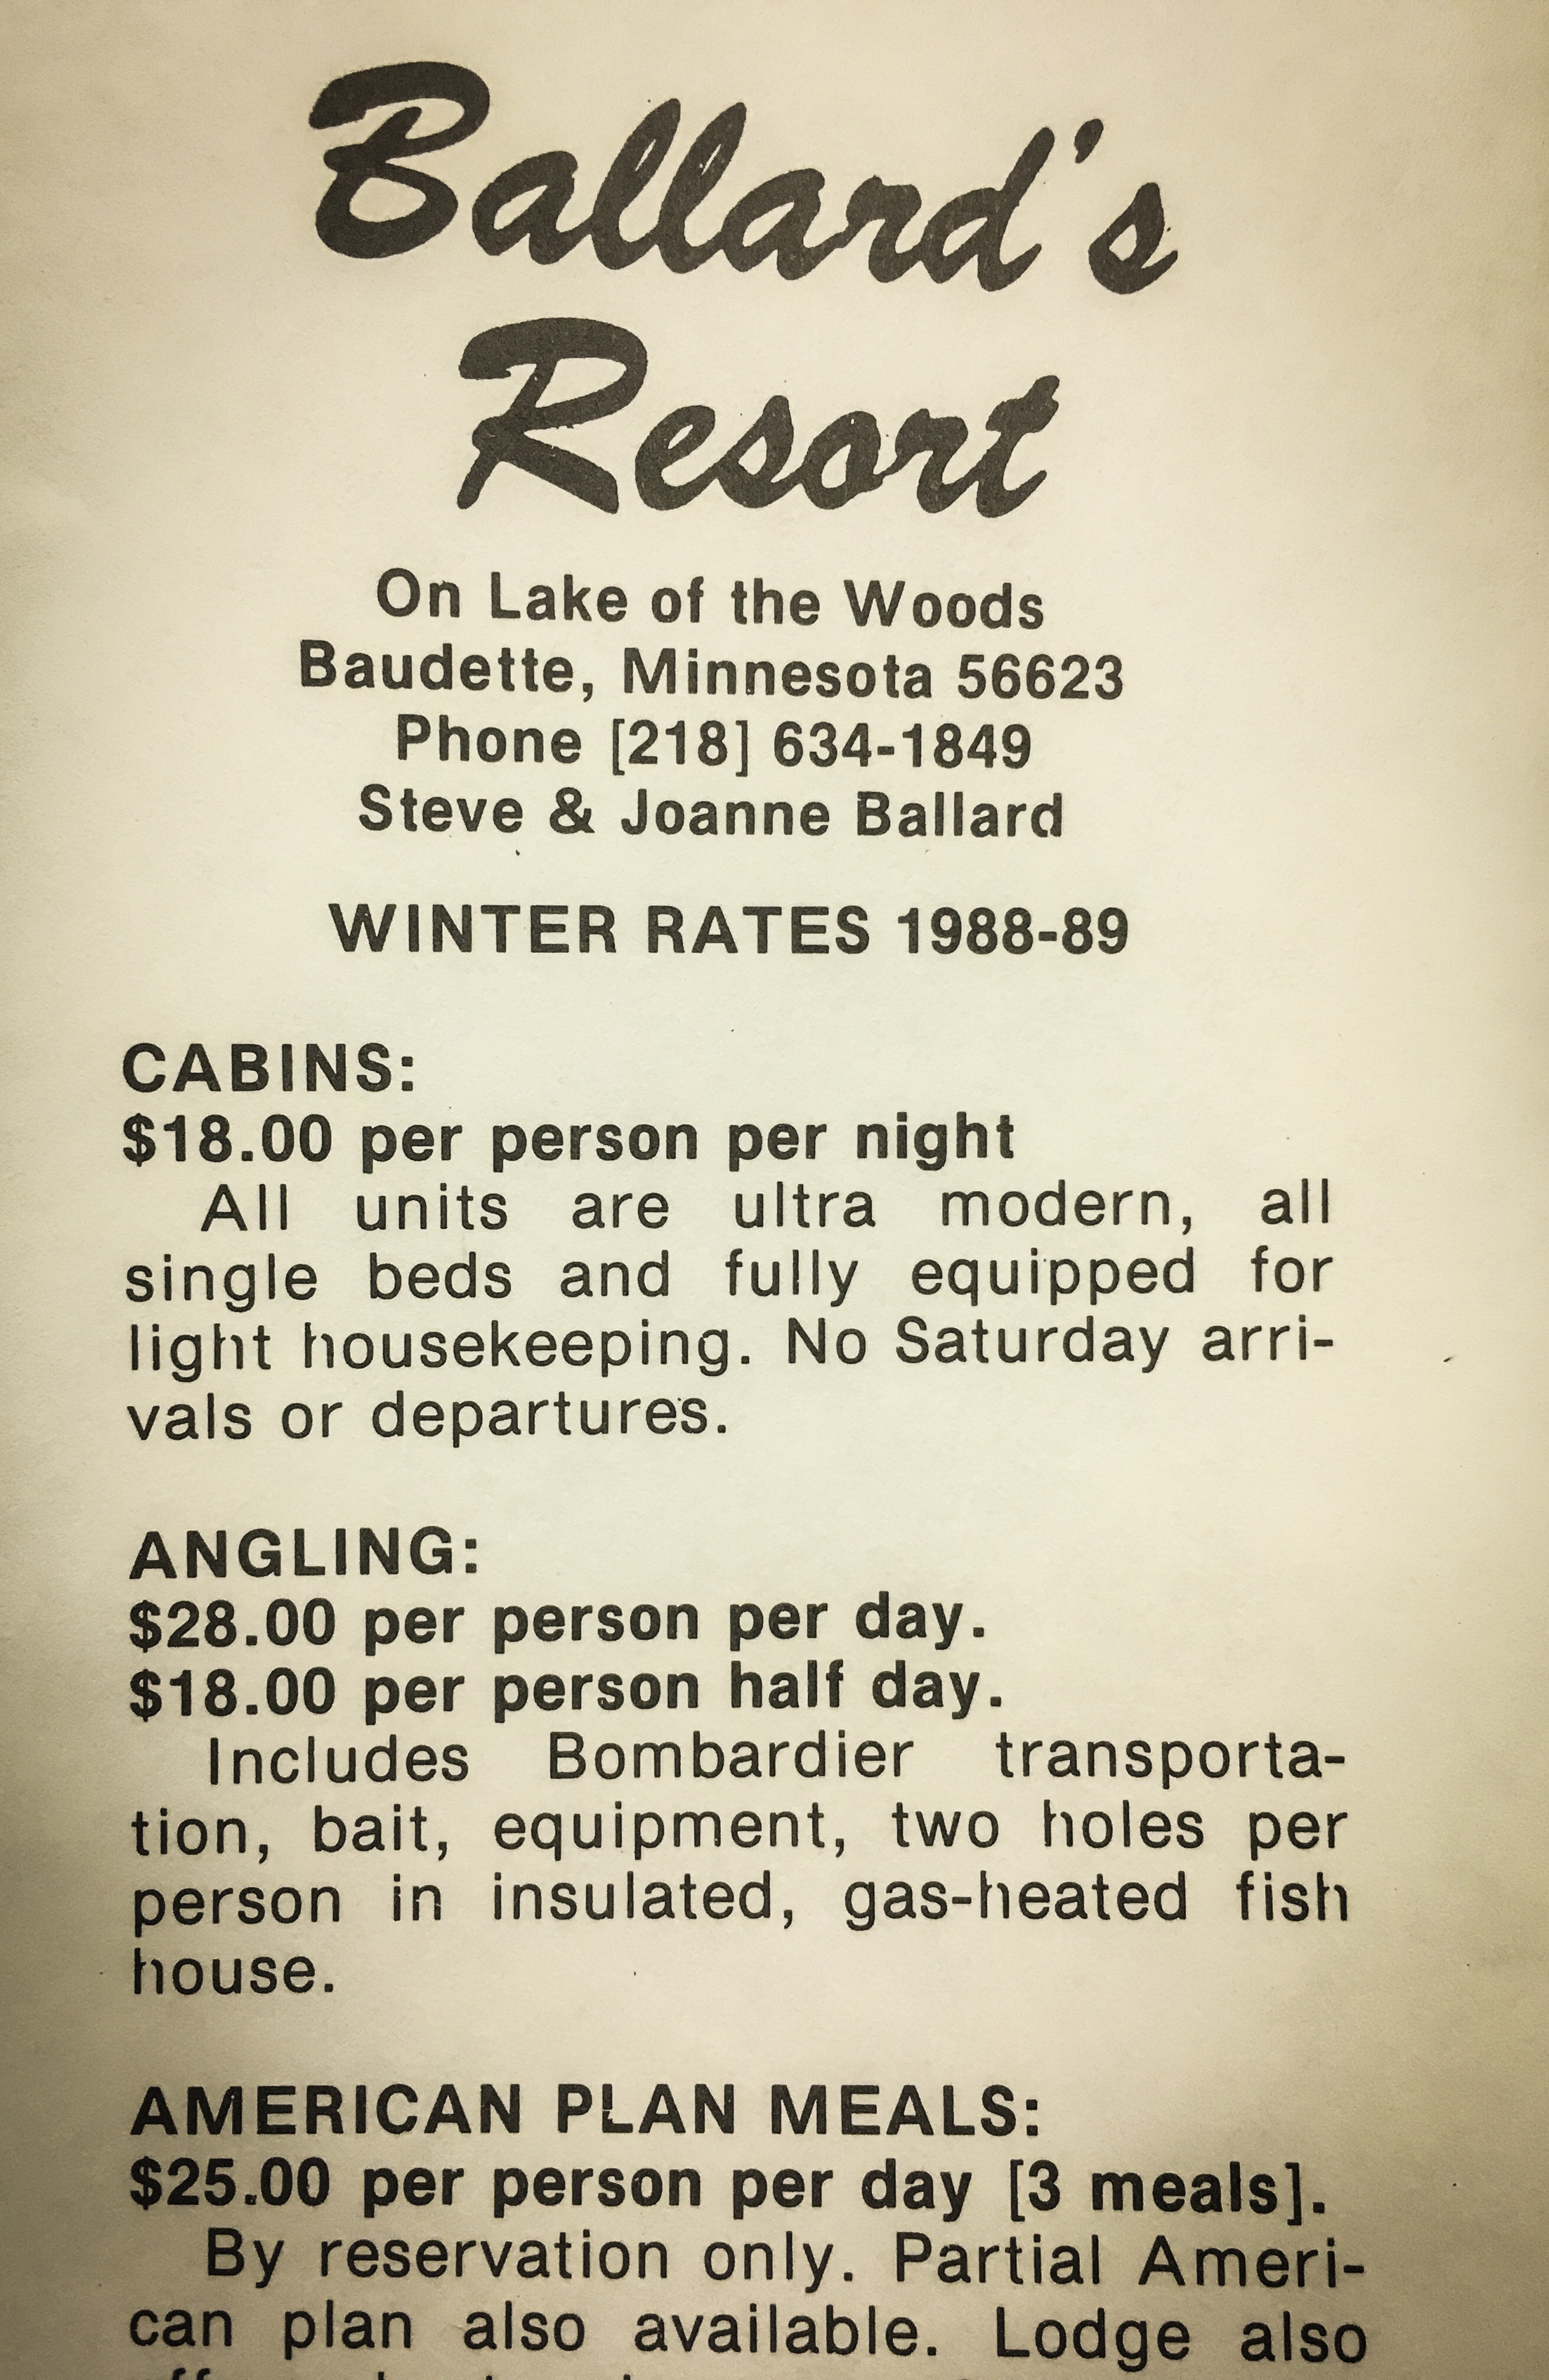 Ballard's
Resort
On Lake of the Woods
Baudette, Minnesota 56623
Phone [218] 634-1849
Steve & Joanne Ballard
WINTER RATES 1988-89
CABINS:
$18.00 per person per night
All units are ultra modern, all
single beds and fully equipped for
light housekeeping. No Saturday arri-
vals or departures.
ANGLING:
$28.00 per person per day.
$18.00 per person half day.
Includes Bombardier transporta-
tion, bait, equipment, two holes per
person in insulated, gas-heated fish
house.
AMERICAN PLAN MEALS:
$25.00 per person per day [3 meals].
By reservation only. Partial Ameri-
can plan also available. Lodge also